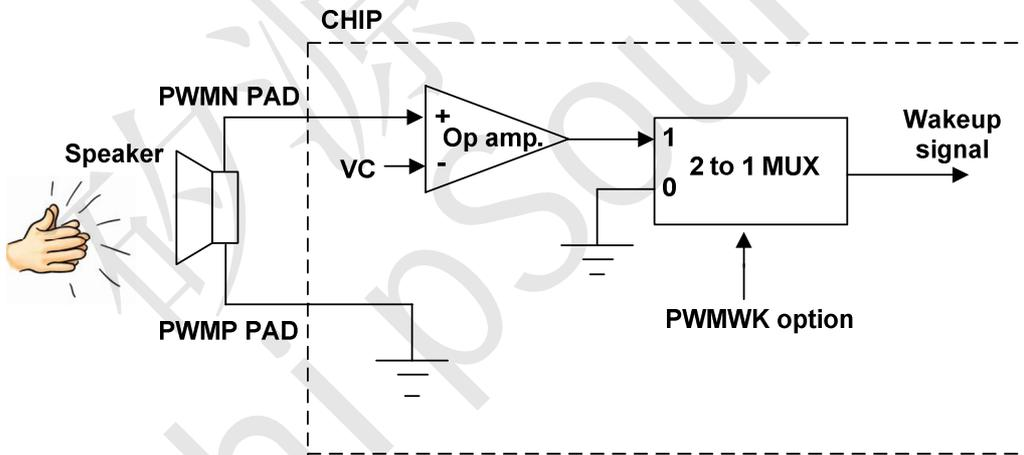 CHIP
PWMN PAD
Speaker
+
Op amp.
VC
-
1
2 to 1 MUX
0
Wakeup
signal
PWMWK option
PWMP PAD